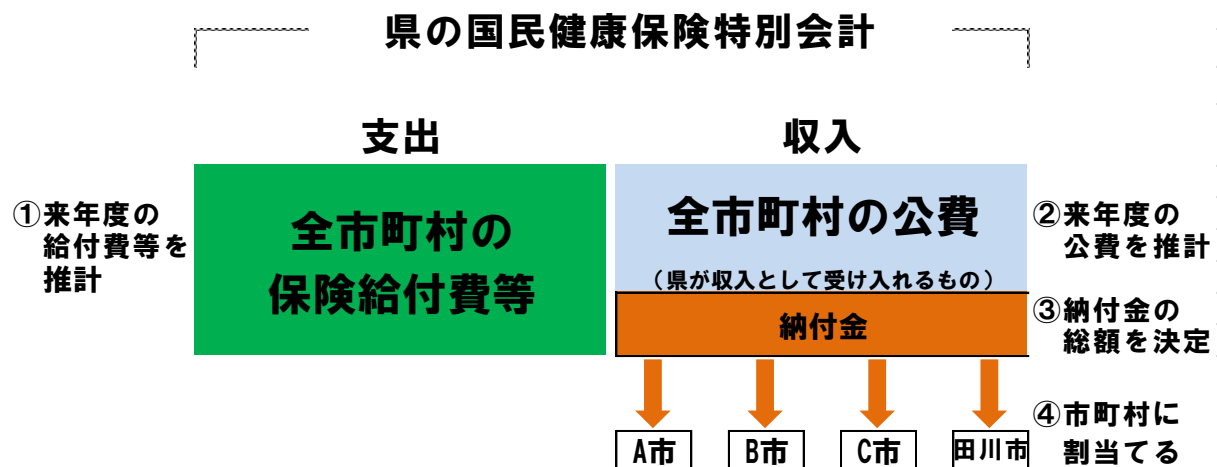 県の国民健康保険特別会計
支出
収入
①来年度の
給付費等を
推計
全市町村の
保険給付費等
全市町村の公費
(県が収入として受け入れるもの)
納付金
②来年度の
公費を推計
③納付金の
総額を決定
④市町村に
割当てる
A市
B市
C市
田川市